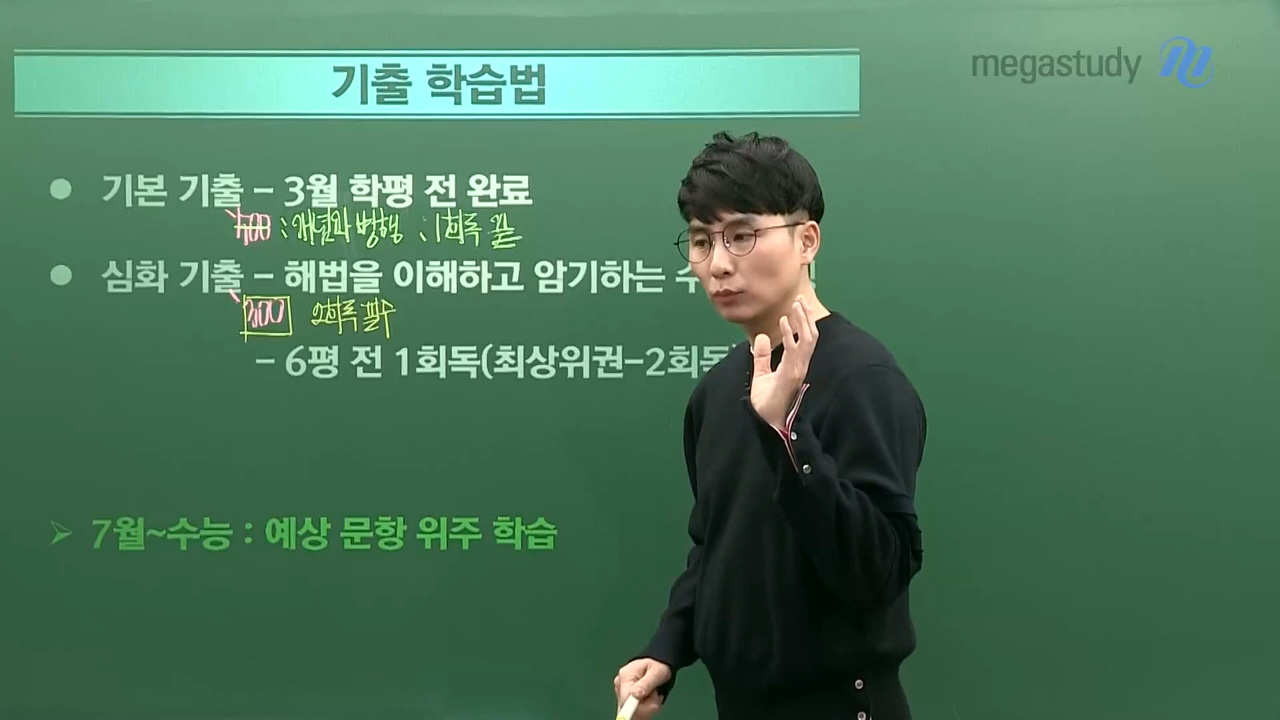 megastudy
기출 학습법
● 기본 기출 – 3월 학평 전 완료
400 : 개념과 병행 : 1회독 끝
● 심화 기출 – 해법을 이해하고 암기하는
300 2회독 필수
– 6평 전 1회독(최상위권–2회독
➢ 7월~수능 : 예상 문항 위주 학습